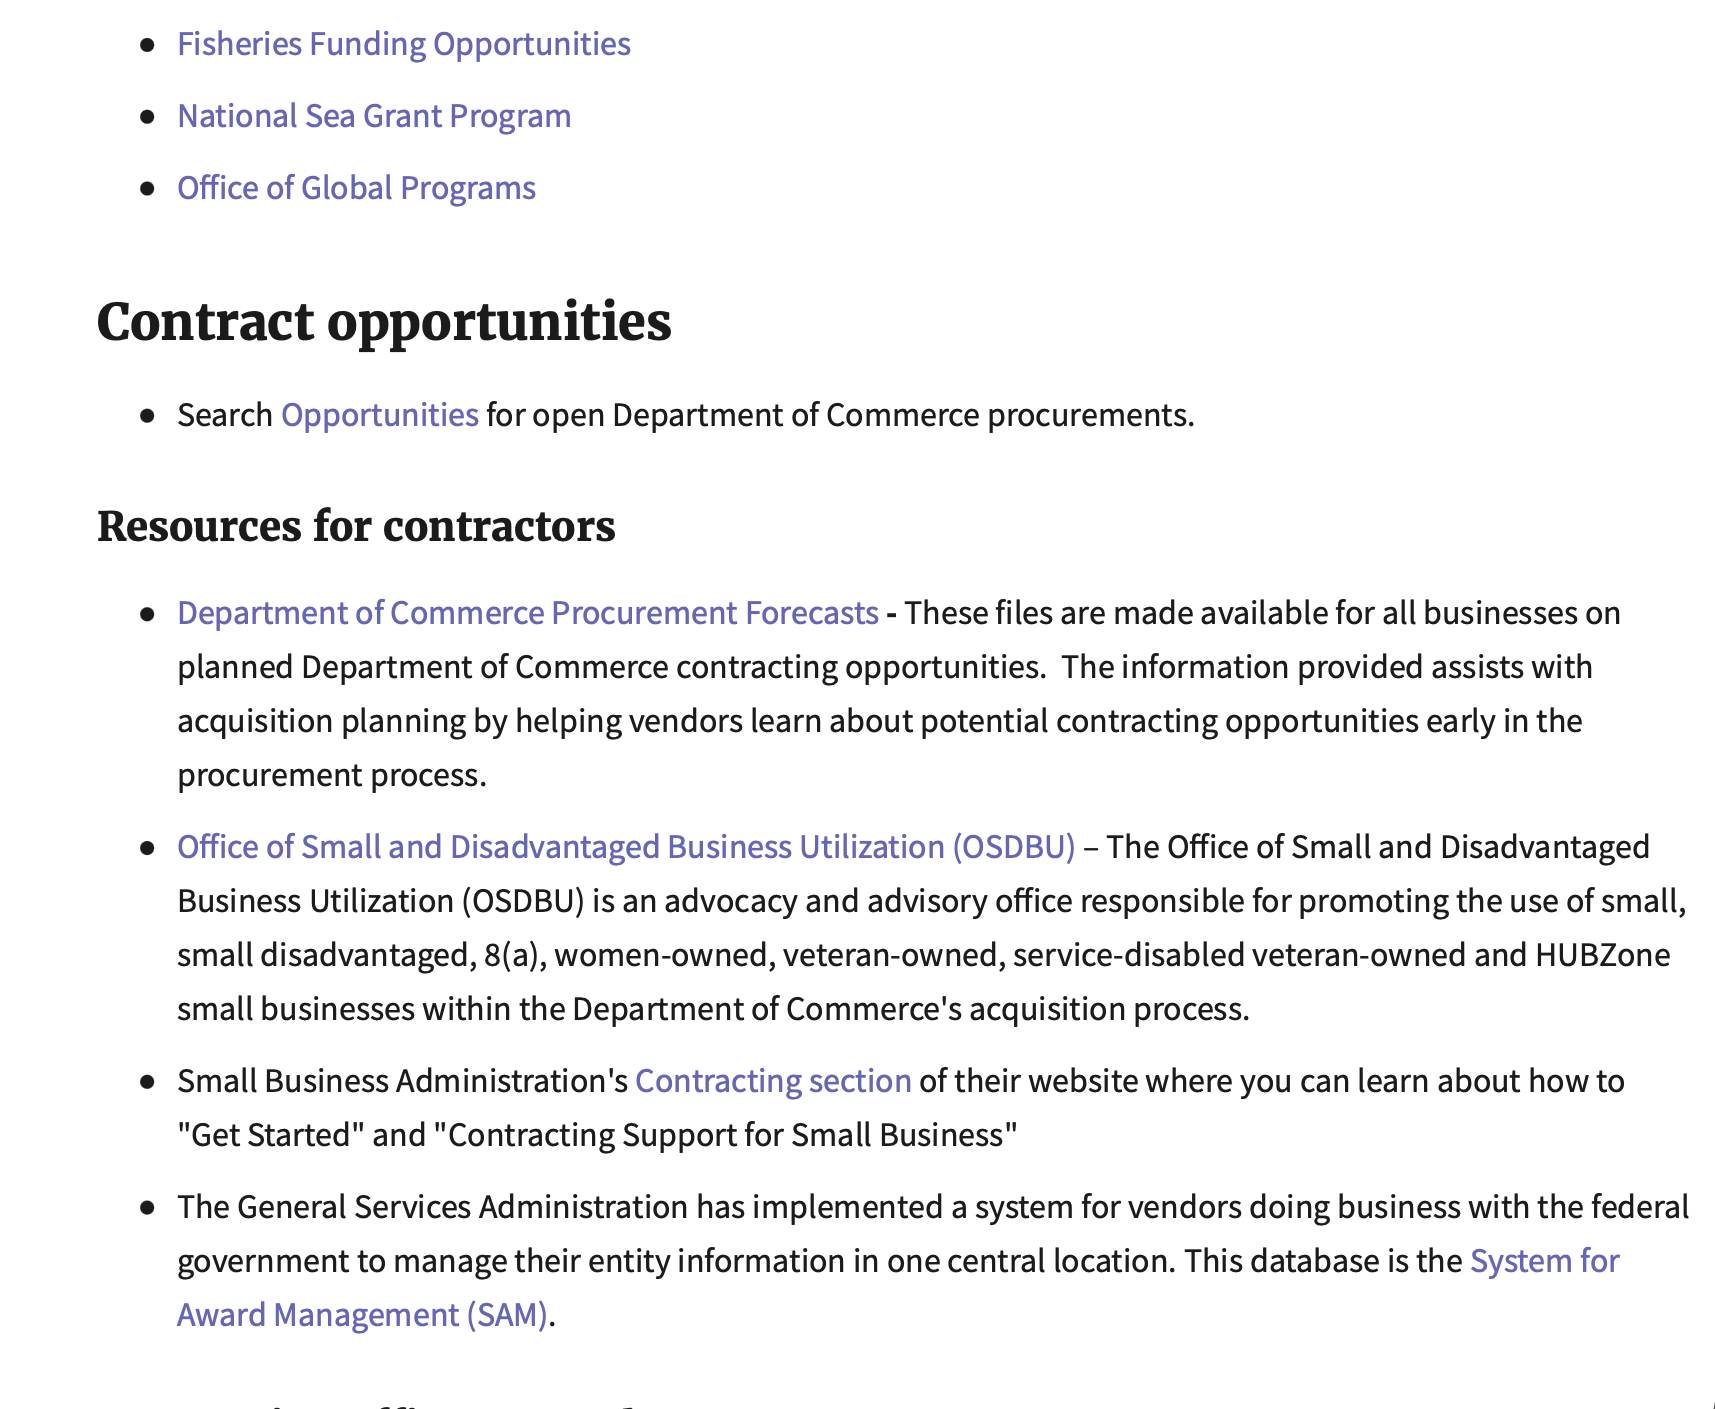 Fisheries Funding Opportunities
National Sea Grant Program
Office of Global Programs
Contract opportunities
Search Opportunities for open Department of Commerce procurements.
Resources for contractors
Department of Commerce Procurement Forecasts - These files are made available for all businesses on
planned Department of Commerce contracting opportunities.  The information provided assists with
acquisition planning by helping vendors learn about potential contracting opportunities early in the
procurement process.
Office of Small and Disadvantaged Business Utilization (OSDBU) – The Office of Small and Disadvantaged
Business Utilization (OSDBU) is an advocacy and advisory office responsible for promoting the use of small,
small disadvantaged, 8(a), women-owned, veteran-owned, service-disabled veteran-owned and HUBZone
small businesses within the Department of Commerce's acquisition process.
Small Business Administration's Contracting section of their website where you can learn about how to
"Get Started" and "Contracting Support for Small Business"
The General Services Administration has implemented a system for vendors doing business with the federal
government to manage their entity information in one central location. This database is the System for
Award Management (SAM).